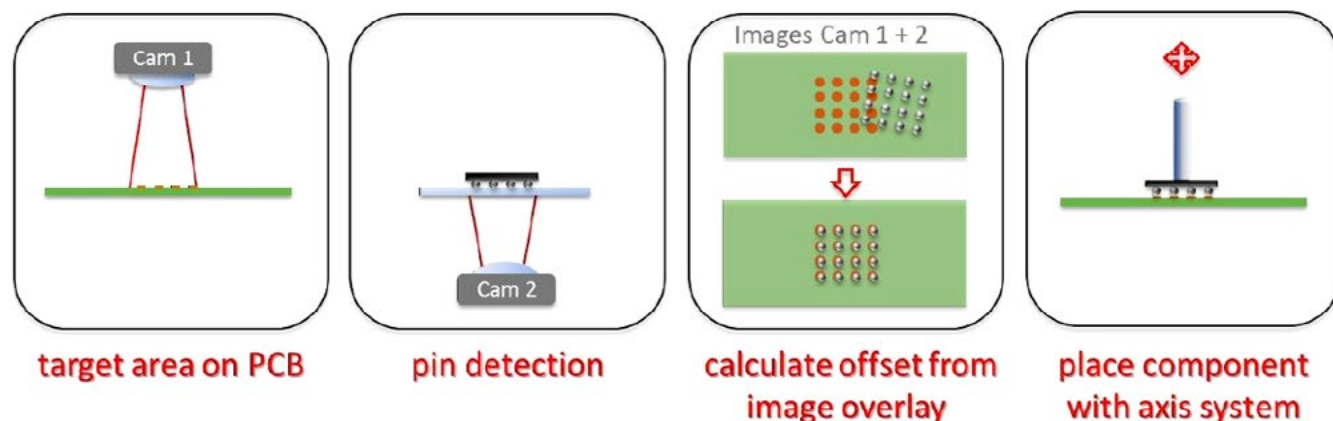 Cam 1
Cam 2
Images Cam 1 + 2
target area on PCB
pin detection
calculate offset from
image overlay
place component
with axis system